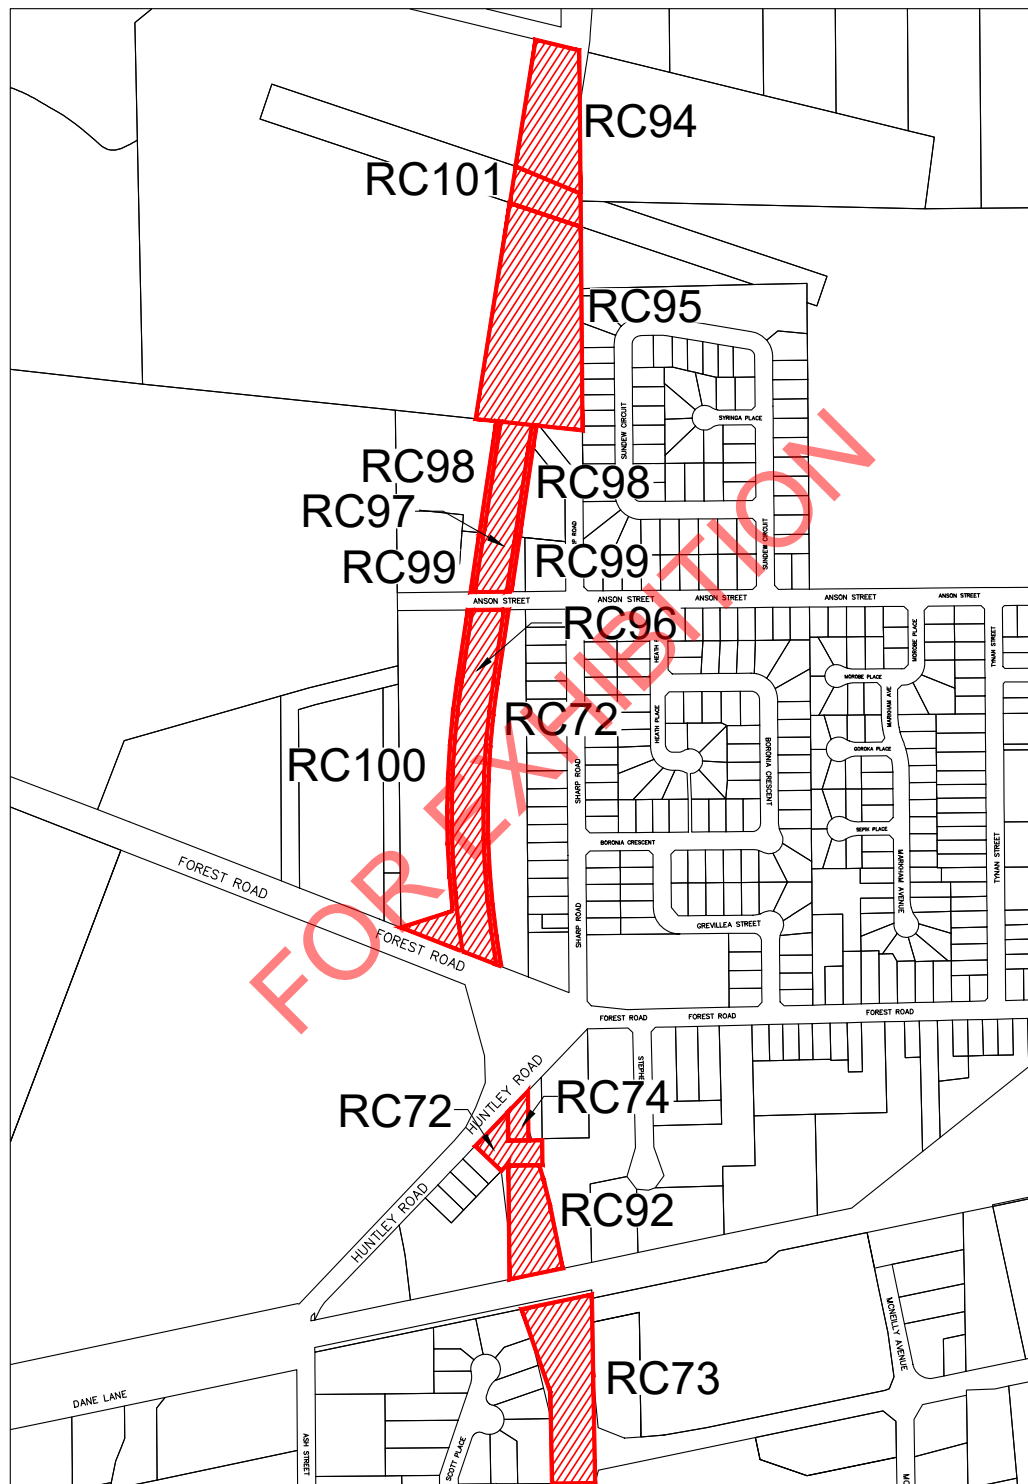 RC94
RC101
RC95
SUNDEW CIRCUIT
SYRINGA PLACE
RC98
RC98
RC97
SUNDEW CIRCUIT
RC99
RC99
ANSON STREET
ANSON STREET
ANSON STREET
ANSON STREET
ANSON STREET
RC96
HEATH
MOROBE PLACE
TYNAN STREET
MOROBE PLACE
MARKHAM AVE
RC72
HEATH PLACE
GOROKA PLACE
RC100
SHARP ROAD
BORONIA CRESCENT
SEPIK PLACE
BORONIA CRESCENT
TYNAN STREET
FOREST ROAD
MARKHAM AVENUE
SHARP ROAD
GREVILLEA STREET
FOREST ROAD
FOR EXHIBITION
FOREST ROAD
FOREST ROAD
FOREST ROAD
STEPHE
HUNTLEY ROAD
RC72
RC74
HUNTLEY ROAD
RC92
MCNEILLY AVENUE
RC73
DANE LANE
ASH STREET
SCOTT PLACE